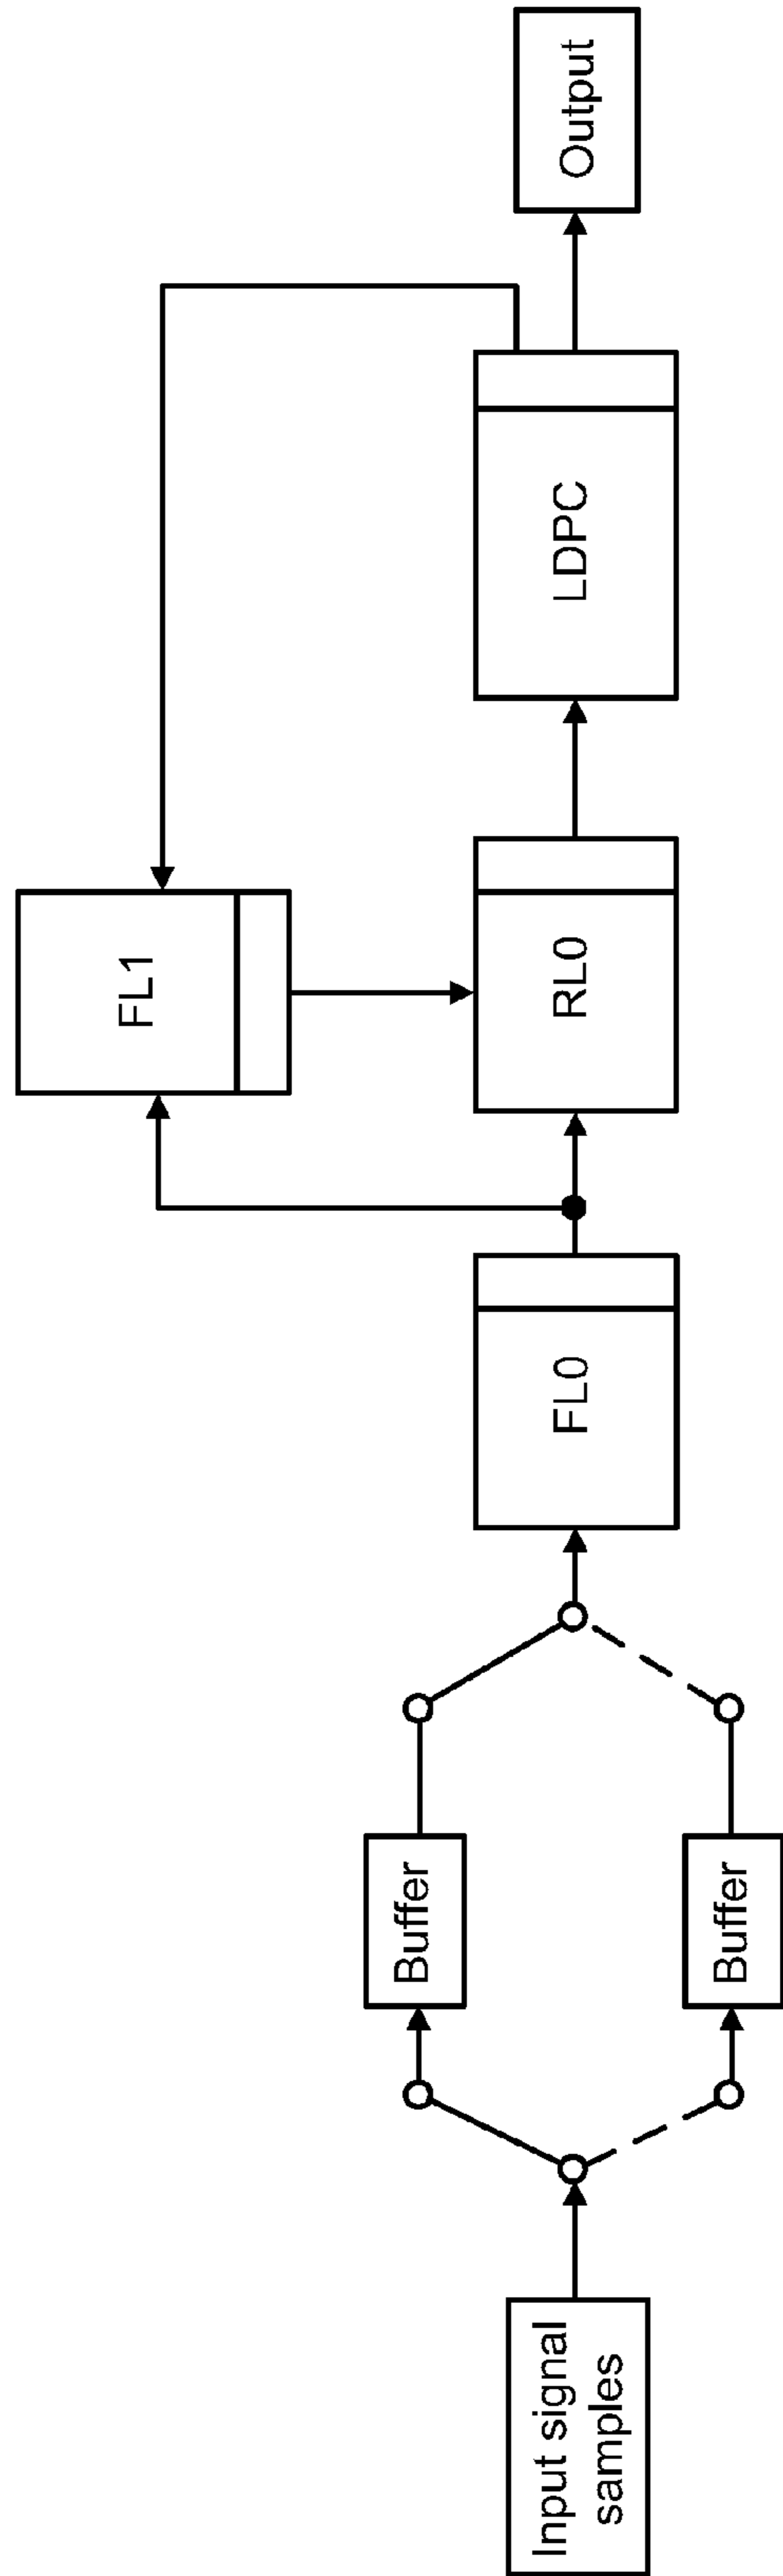 Input signal
samples
Buffer
Buffer
FL0
FL1
RL0
LDPC
Output